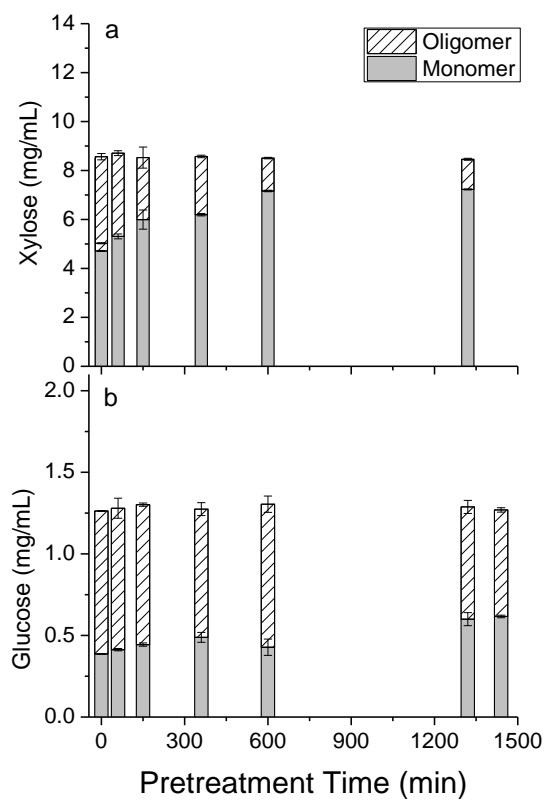 a
Oligomer
Monomer
14
12
10
8
6
4
2
0
Xylose (mg/mL)
b
2.0
1.5
1.0
0.5
0.0
Glucose (mg/mL)
0 300 600 900 1200 1500
Pretreatment Time (min)